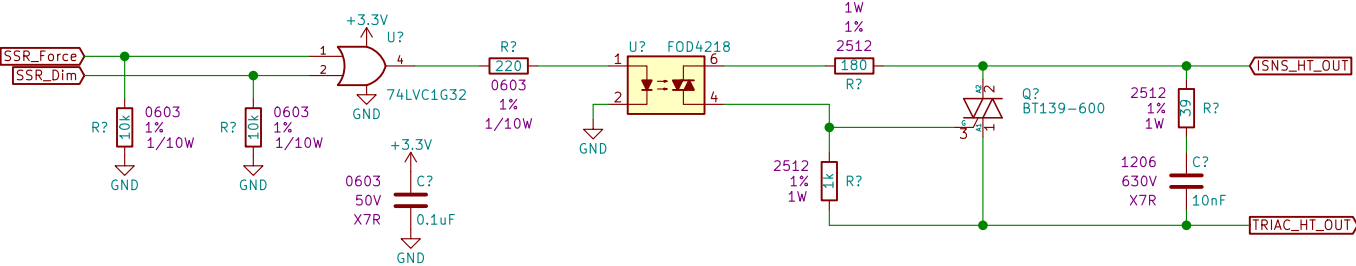 SSR_Force
SSR_Dim
R?
10k
0603
1%
1/10W
GND
R?
10k
0603
1%
1/10W
GND
+3.3V
U?
1
2
4
74LVC1G32
GND
+3.3V
0603
50V
X7R
C?
0.1uF
GND
R?
220
0603
1%
1/10W
U?
FOD4218
1
2
6
4
GND
1W
1%
2512
180
R?
2512
1%
1W
1k
R?
Q?
BT139-600
A2
2
G
3
A1
1
2512
1%
1W
39
R?
1206
630V
X7R
C?
10nF
ISNS_HT_OUT
TRIAC_HT_OUT